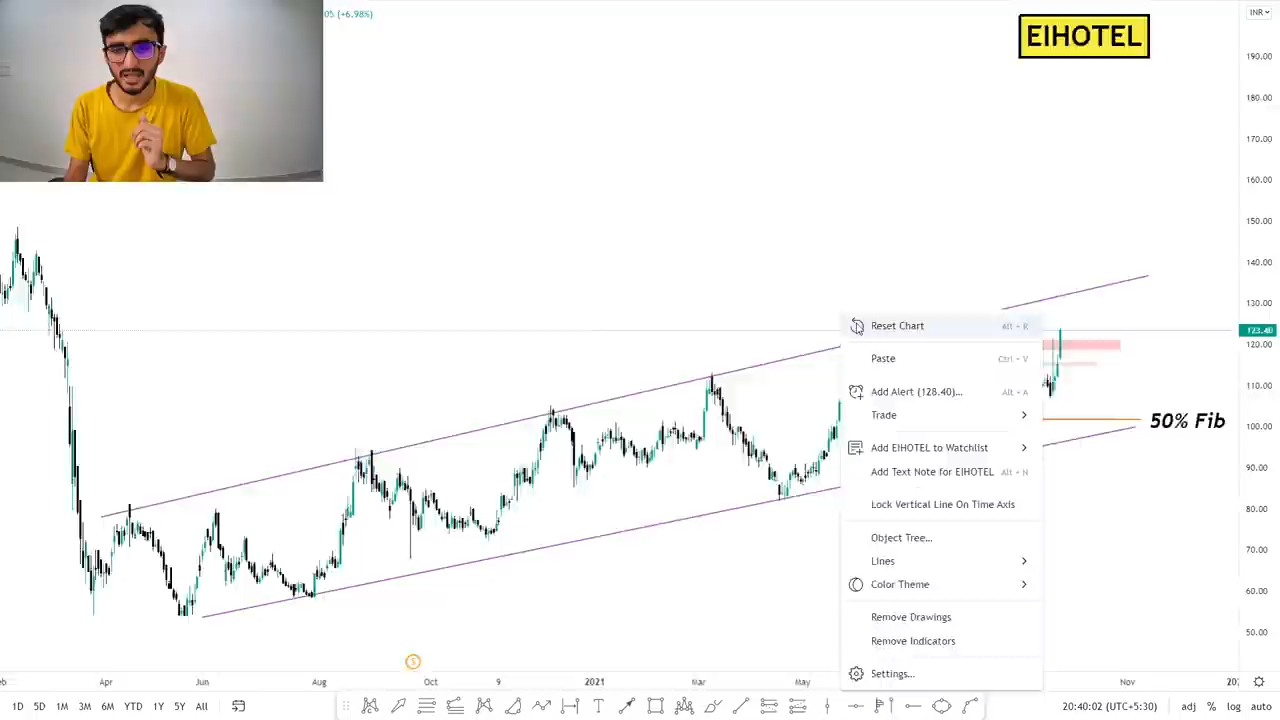 05 (+6.98%)
EIHOTEL
INR
190.00
180.00
170.00
160.00
150.00
140.00
130.00
123.40
120.00
110.00
100.00
90.00
80.00
70.00
60.00
50.00
Reset Chart Alt + R
Paste Ctrl + V
Add Alert (128.40)... Alt + A
Trade
Add EIHOTEL to Watchlist
Add Text Note for EIHOTEL Alt + N
Lock Vertical Line On Time Axis
Object Tree...
Lines
Color Theme
Remove Drawings
Remove Indicators
Settings...
50% Fib
S
Apr Jun Aug Oct 9 2021 Mar May Nov
1D 5D 1M 3M 6M YTD 1Y 5Y All
20:40:02 (UTC+5:30) adj % log auto